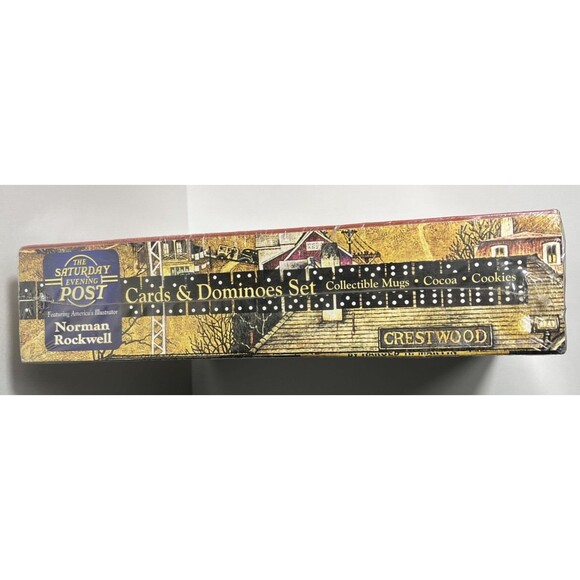 THE
SATURDAY
EVENING
POST
Featuring America's Illustrator
Norman
Rockwell
Cards & Dominoes Set
Collectible Mugs • Cocoa • Cookies
CRESTWOOD